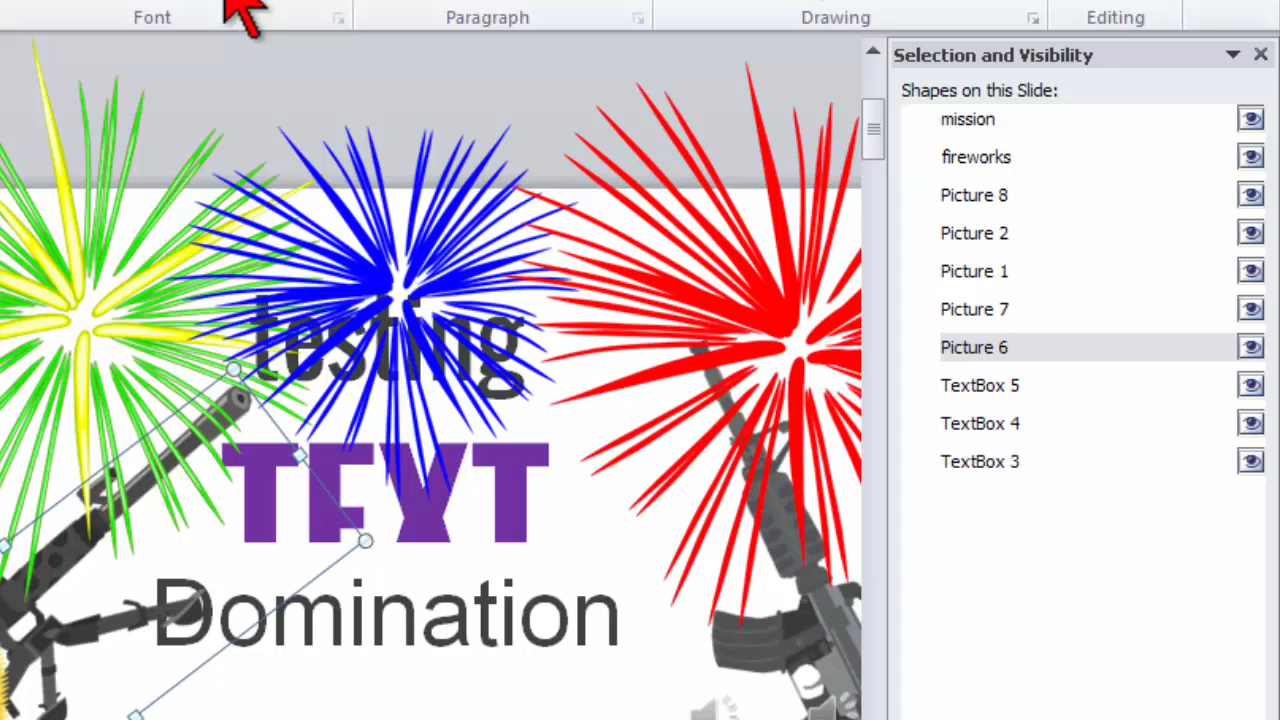 Font Paragraph Drawing Editing
Selection and Visibility
Shapes on this Slide:
mission
fireworks
Picture 8
Picture 2
Picture 1
Picture 7
Picture 6
TextBox 5
TextBox 4
TextBox 3
testing
TEXT
Domination